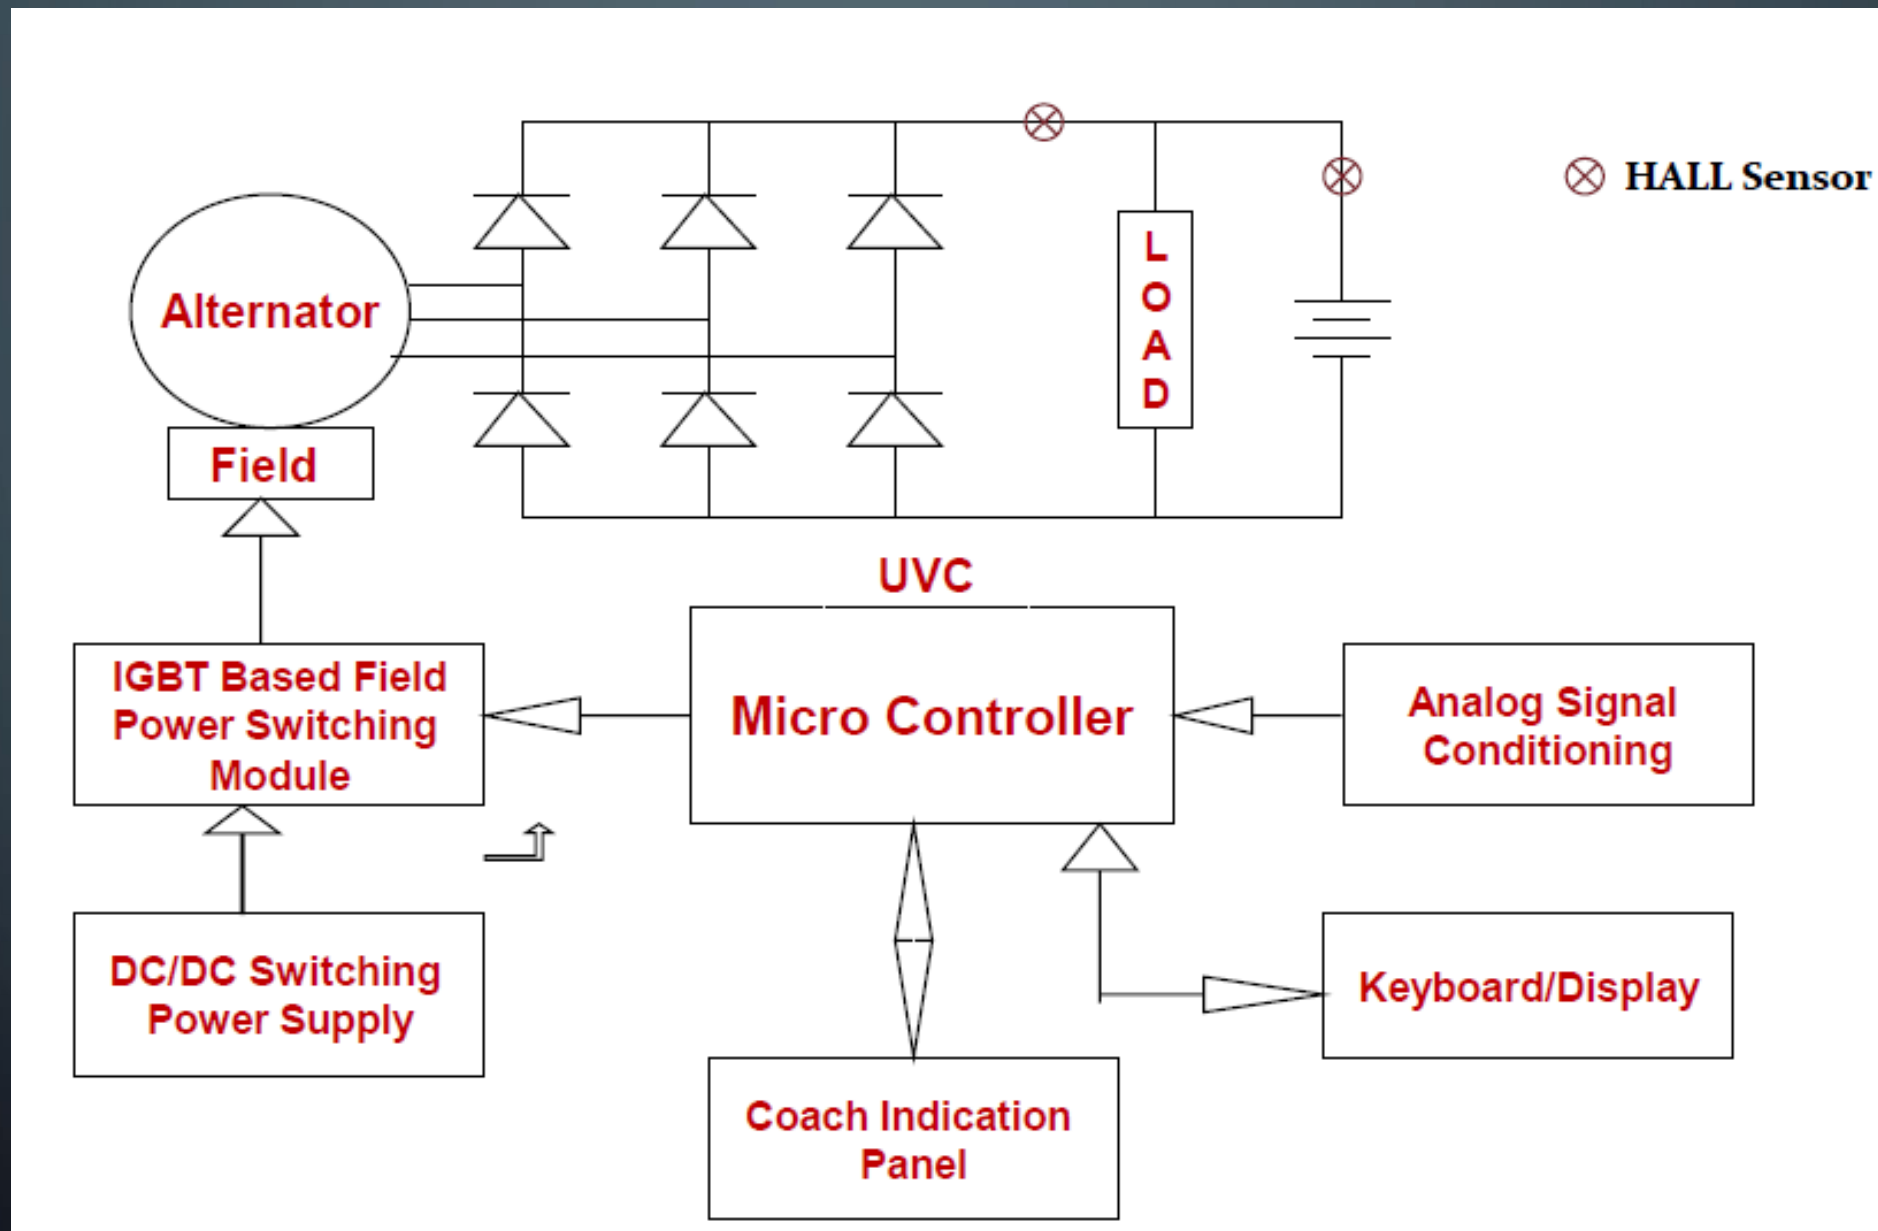 HALL Sensor
Alternator
L
O
A
D
Field
UVC
IGBT Based Field
Power Switching
Module
Micro Controller
Analog Signal
Conditioning
DC/DC Switching
Power Supply
Keyboard/Display
Coach Indication
Panel